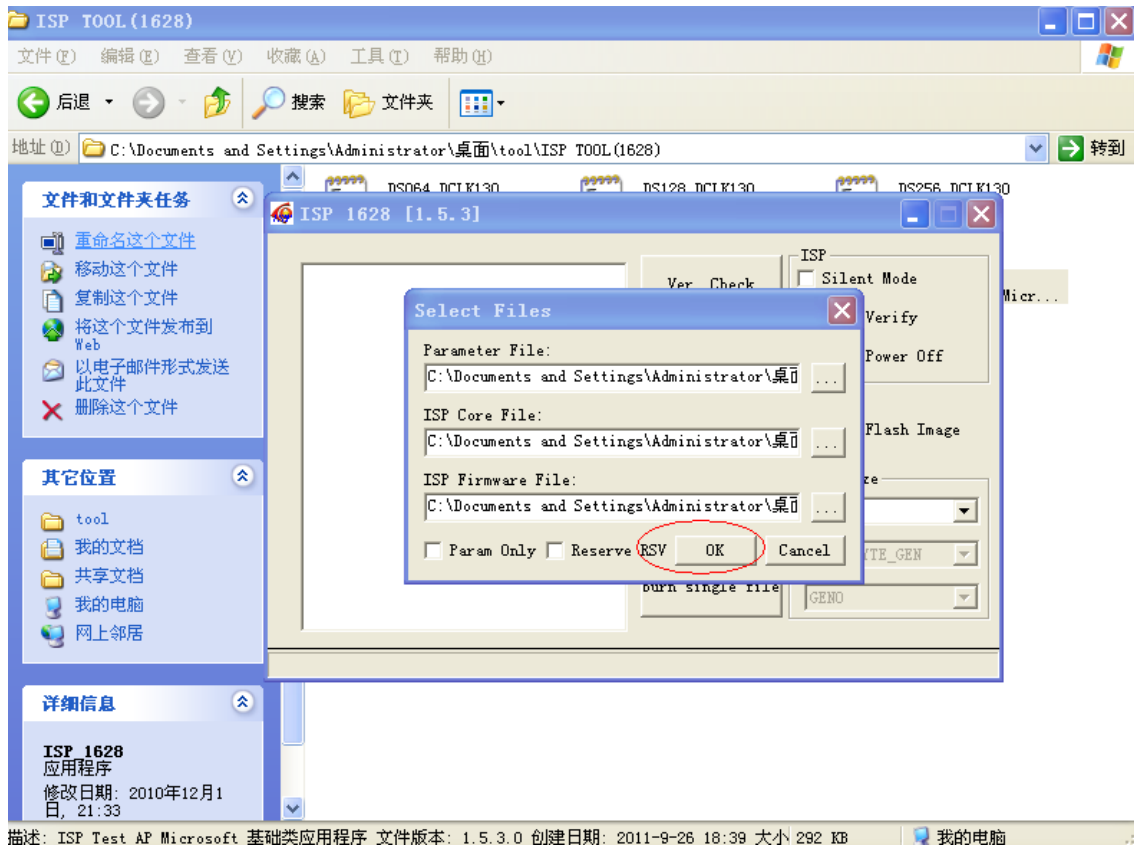 ISP TOOL(1628)
文件(F) 编辑(E) 查看(V) 收藏(A) 工具(T) 帮助(H)
后退 搜索 文件夹
地址(D) C:\Documents and Settings\Administrator\桌面\tool\ISP TOOL(1628) 转到
DS064_DCLK130 DS128_DCLK130 DS256_DCLK130
文件和文件夹任务
重命名这个文件
移动这个文件
复制这个文件
将这个文件发布到
Web
以电子邮件形式发送
此文件
删除这个文件
其它位置
tool
我的文档
共享文档
我的电脑
网上邻居
详细信息
ISP_1628
应用程序
修改日期: 2010年12月1
日, 21:33
ISP 1628 [1.5.3]
Ver. Check
ISP
Silent Mode
Verify
Power Off
Flash Image
Micr...
Select Files
Parameter File:
C:\Documents and Settings\Administrator\桌面
...
ISP Core File:
C:\Documents and Settings\Administrator\桌面
...
ISP Firmware File:
C:\Documents and Settings\Administrator\桌面
...
Param Only Reserve RSV OK Cancel
burn single file
GENO
描述: ISP Test AP Microsoft 基础类应用程序 文件版本: 1.5.3.0 创建日期: 2011-9-26 18:39 大小 292 KB 我的电脑